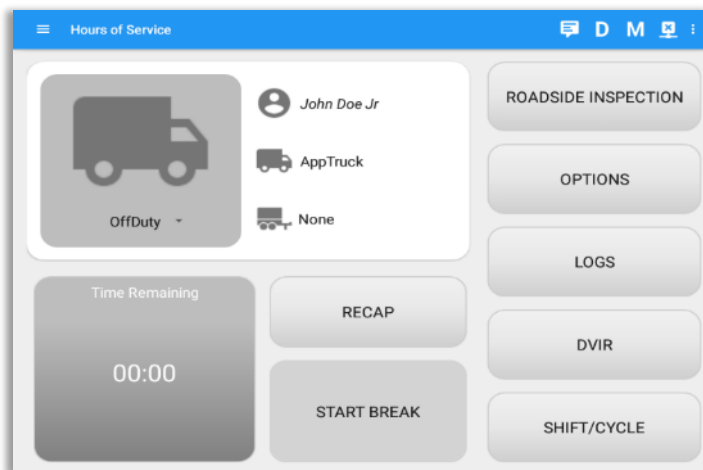 Hours of Service
D M
John Doe Jr
AppTruck
OffDuty
None
Time Remaining
00:00
RECAP
START BREAK
ROADSIDE INSPECTION
OPTIONS
LOGS
DVIR
SHIFT/CYCLE